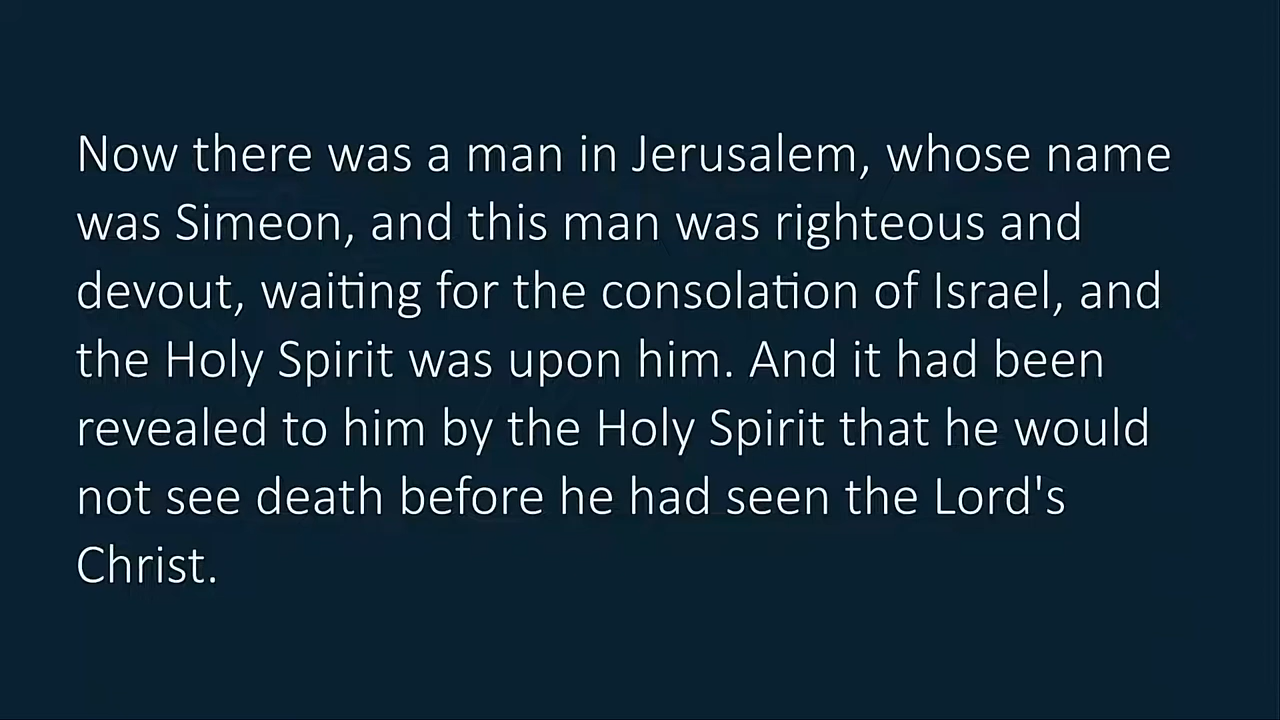 Now there was a man in Jerusalem, whose name
was Simeon, and this man was righteous and
devout, waiting for the consolation of Israel, and
the Holy Spirit was upon him. And it had been
revealed to him by the Holy Spirit that he would
not see death before he had seen the Lord's
Christ.